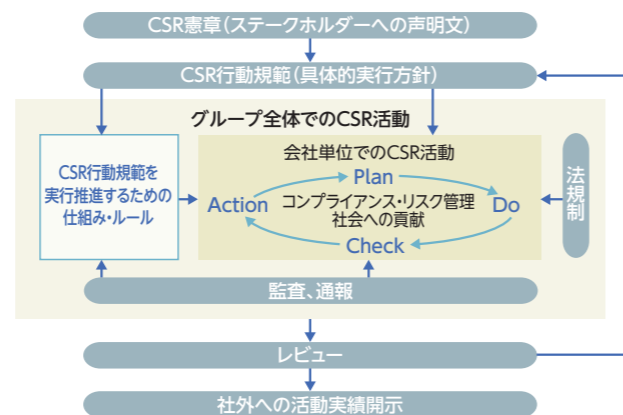 CSR憲章(ステークホルダーへの声明文)
CSR行動規範(具体的実行方針)
グループ全体でのCSR活動
CSR行動規範を
実行推進するための
仕組み・ルール
会社単位でのCSR活動
Plan
Action
コンプライアンス・リスク管理
社会への貢献
Do
Check
法規制
監査、通報
レビュー
社外への活動実績開示